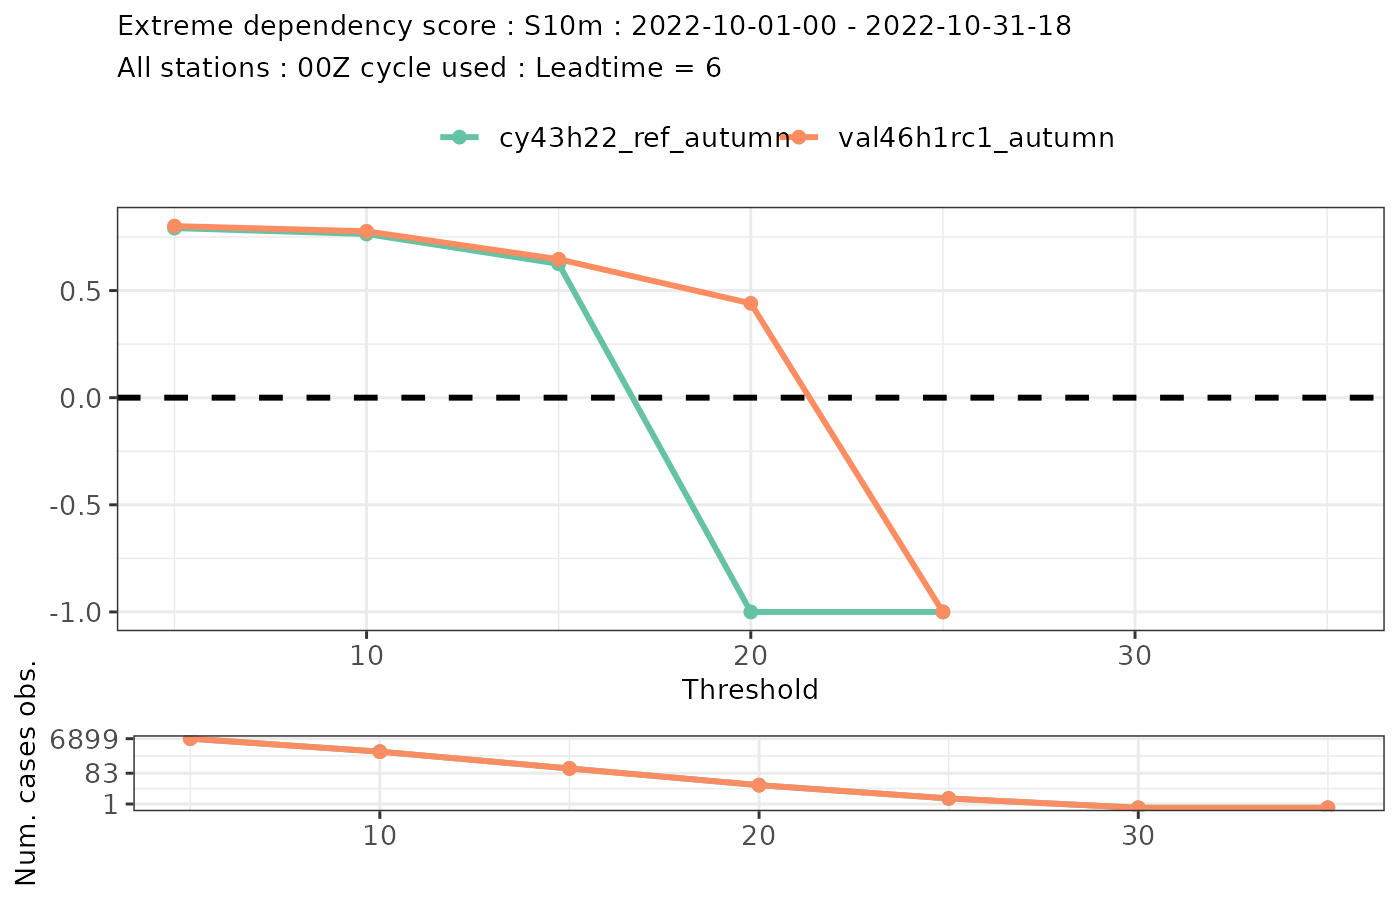 Extreme dependency score : S10m : 2022-10-01-00 - 2022-10-31-18
All stations : 00Z cycle used : Leadtime = 6
cy43h22_ref_autumn val46h1rc1_autumn
0.5
0.0
-0.5
-1.0
10 20 30
Threshold
Num. cases obs.
6899
83
1
10 20 30